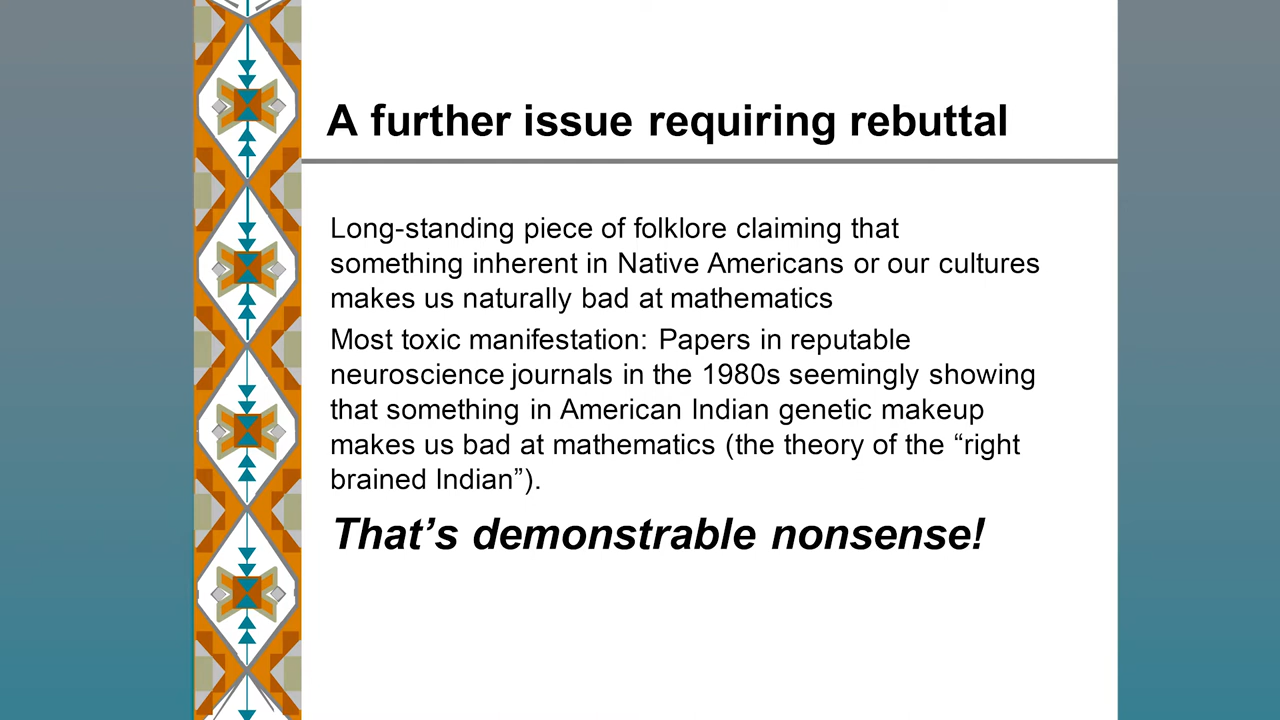 A further issue requiring rebuttal
Long-standing piece of folklore claiming that
something inherent in Native Americans or our cultures
makes us naturally bad at mathematics
Most toxic manifestation: Papers in reputable
neuroscience journals in the 1980s seemingly showing
that something in American Indian genetic makeup
makes us bad at mathematics (the theory of the “right
brained Indian”).
That’s demonstrable nonsense!